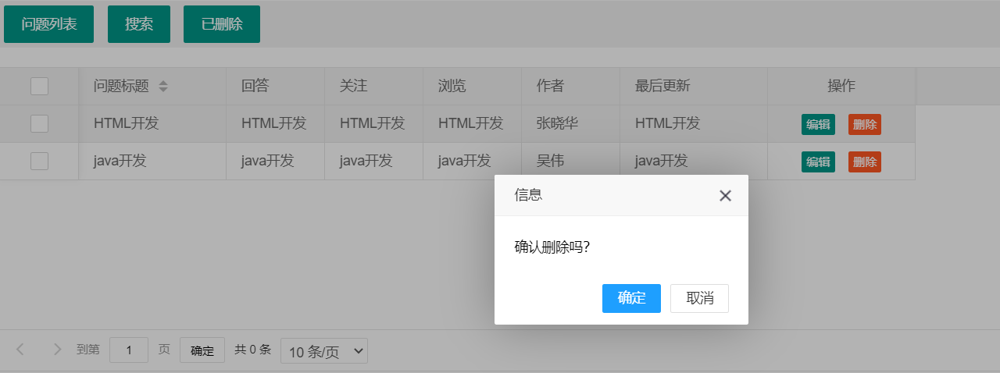 问题列表 搜索 已删除
问题标题 回答 关注 浏览 作者 最后更新 操作
HTML开发 HTML开发 HTML开发 HTML开发 张晓华 HTML开发 编辑 删除
java开发 java开发 java开发 java开发 吴伟 java开发 编辑 删除
信息
确认删除吗?
确定 取消
到第 1 页 确定 共 0 条 10 条/页